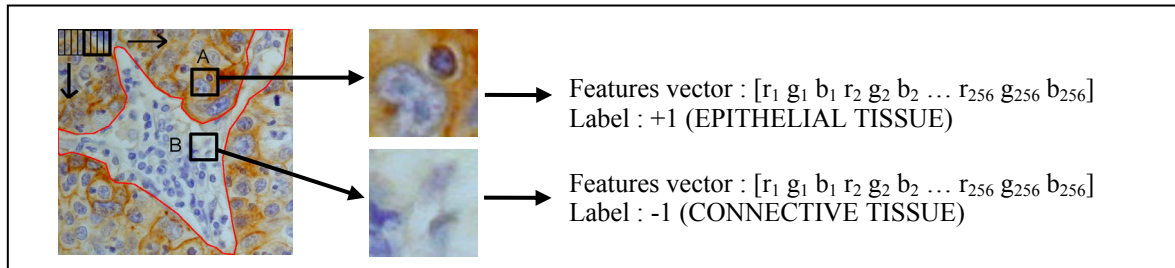 A
B
Features vector : [r₁ g₁ b₁ r₂ g₂ b₂ … r₂₅₆ g₂₅₆ b₂₅₆]
Label : +1 (EPITHELIAL TISSUE)
Features vector : [r₁ g₁ b₁ r₂ g₂ b₂ … r₂₅₆ g₂₅₆ b₂₅₆]
Label : -1 (CONNECTIVE TISSUE)